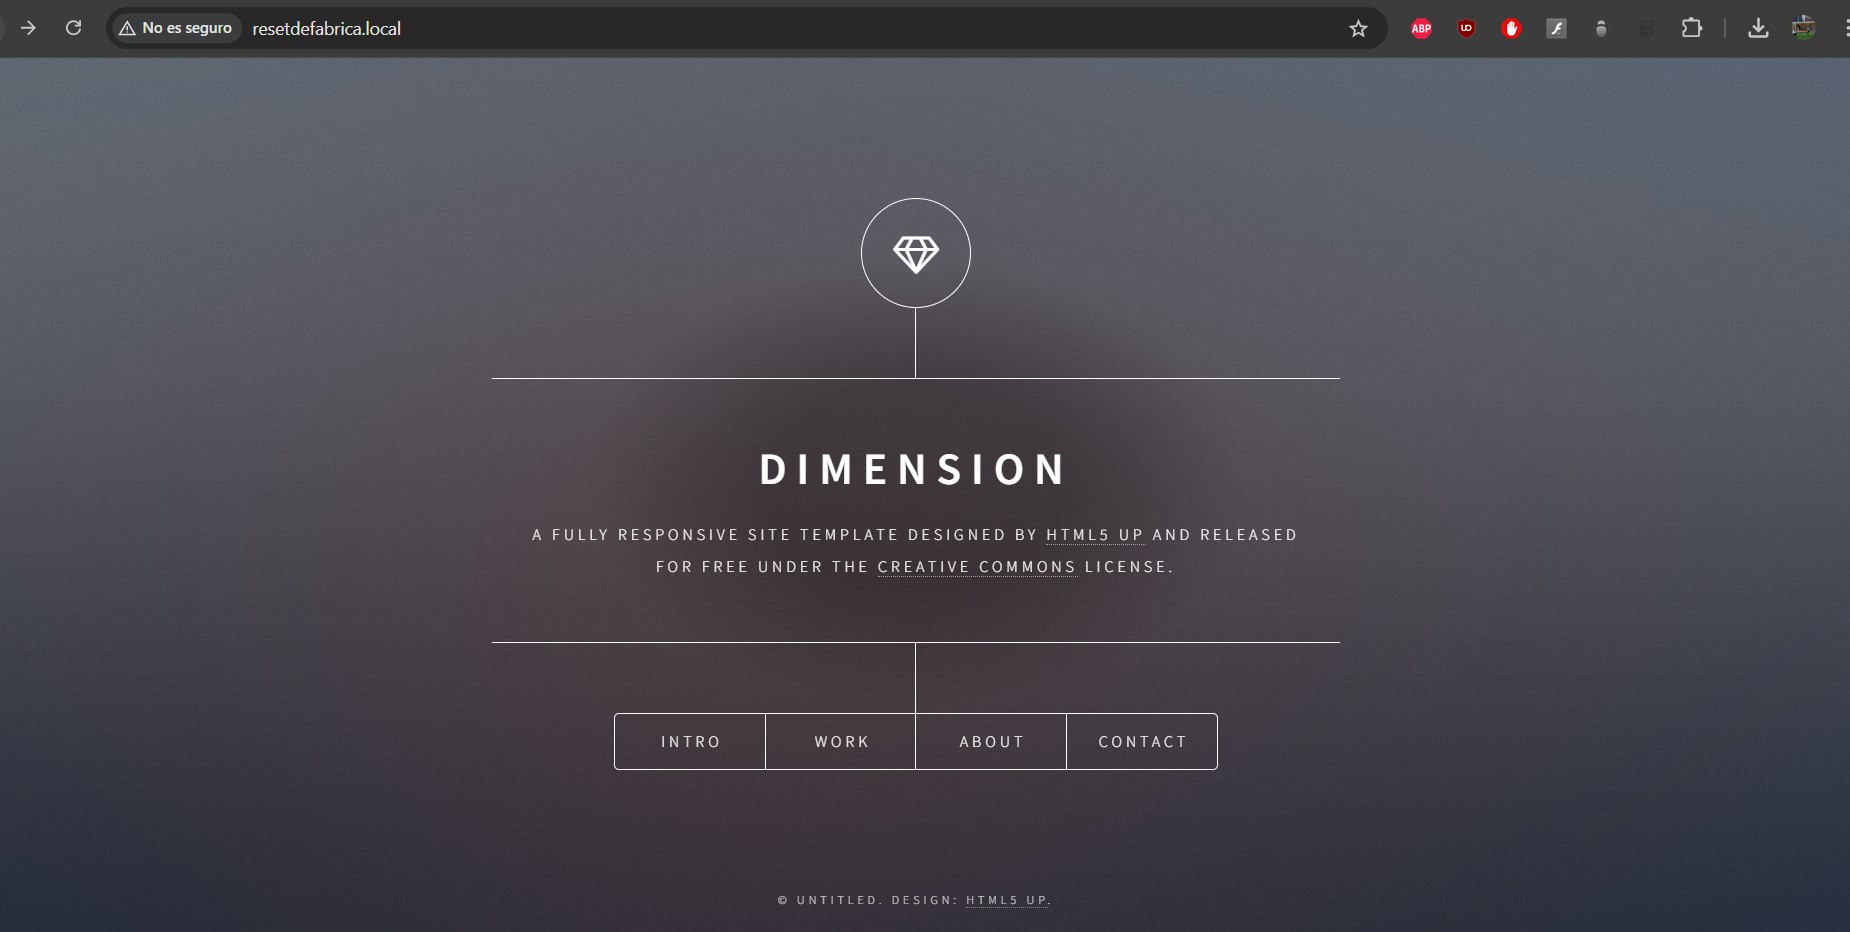 No es seguro resetdefabrica.local
ABP
UD
DIMENSION
A FULLY RESPONSIVE SITE TEMPLATE DESIGNED BY HTML5 UP AND RELEASED
FOR FREE UNDER THE CREATIVE COMMONS LICENSE.
INTRO WORK ABOUT CONTACT
© UNTITLED. DESIGN: HTML5 UP.